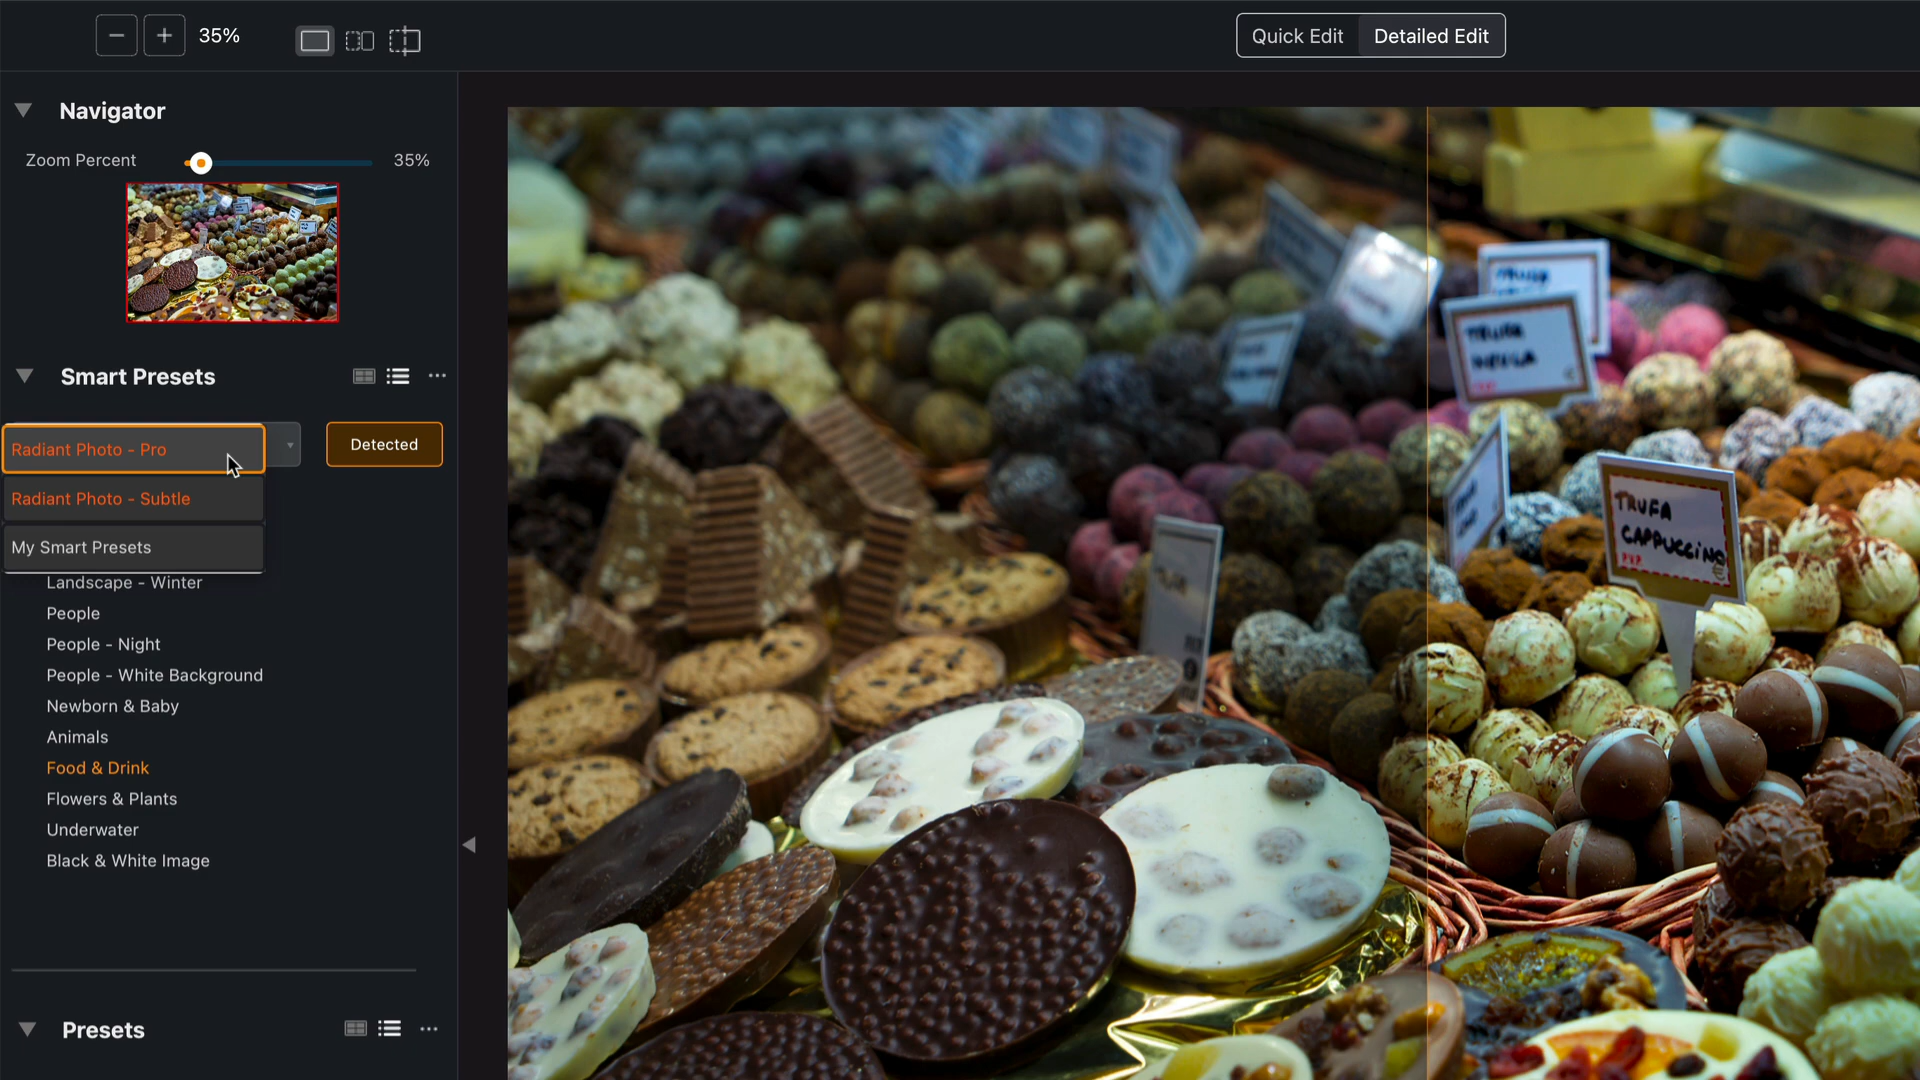 35%
Quick Edit
Detailed Edit
Navigator
Zoom Percent
35%
Smart Presets
Radiant Photo - Pro
Detected
Radiant Photo - Subtle
My Smart Presets
Landscape - Winter
People
People - Night
People - White Background
Newborn & Baby
Animals
Food & Drink
Flowers & Plants
Underwater
Black & White Image
Presets
TRUFA
TRUFA
CAPPUCCINO
P.V.P.
€